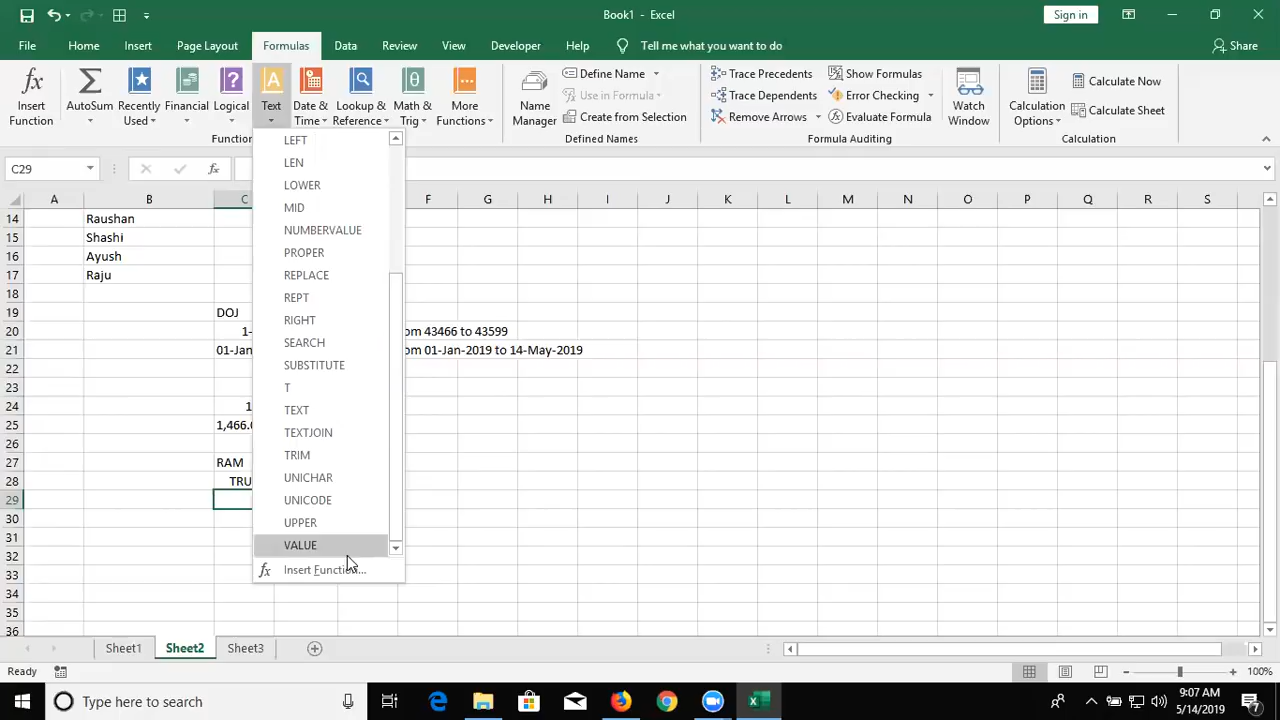 Book1 - Excel
Sign in
File Home Insert Page Layout Formulas Data Review View Developer Help Tell me what you want to do Share
Insert Function
AutoSum
Recently Used
Financial
Logical
Text
Date & Time
Lookup & Reference
Math & Trig
More Functions
Name Manager
Define Name
Use in Formula
Create from Selection
Trace Precedents
Trace Dependents
Remove Arrows
Show Formulas
Error Checking
Evaluate Formula
Watch Window
Calculation Options
Calculate Now
Calculate Sheet
Defined Names
Formula Auditing
Calculation
C29
fx
A B C F G H I J K L M N O P Q R S
LEFT
LEN
LOWER
MID
NUMBERVALUE
PROPER
REPLACE
REPT
RIGHT
SEARCH
SUBSTITUTE
T
TEXT
TEXTJOIN
TRIM
UNICHAR
UNICODE
UPPER
VALUE
fx Insert Function...
14 Raushan
15 Shashi
16 Ayush
17 Raju
18
19 DOJ
20 1- om 43466 to 43599
21 01-Jan om 01-Jan-2019 to 14-May-2019
22
23
24 1
25 1,466.
26
27 RAM
28 TRU
29
30
31
32
33
34
35
36
Sheet1 Sheet2 Sheet3
Ready
100%
Type here to search
9:07 AM
5/14/2019
7